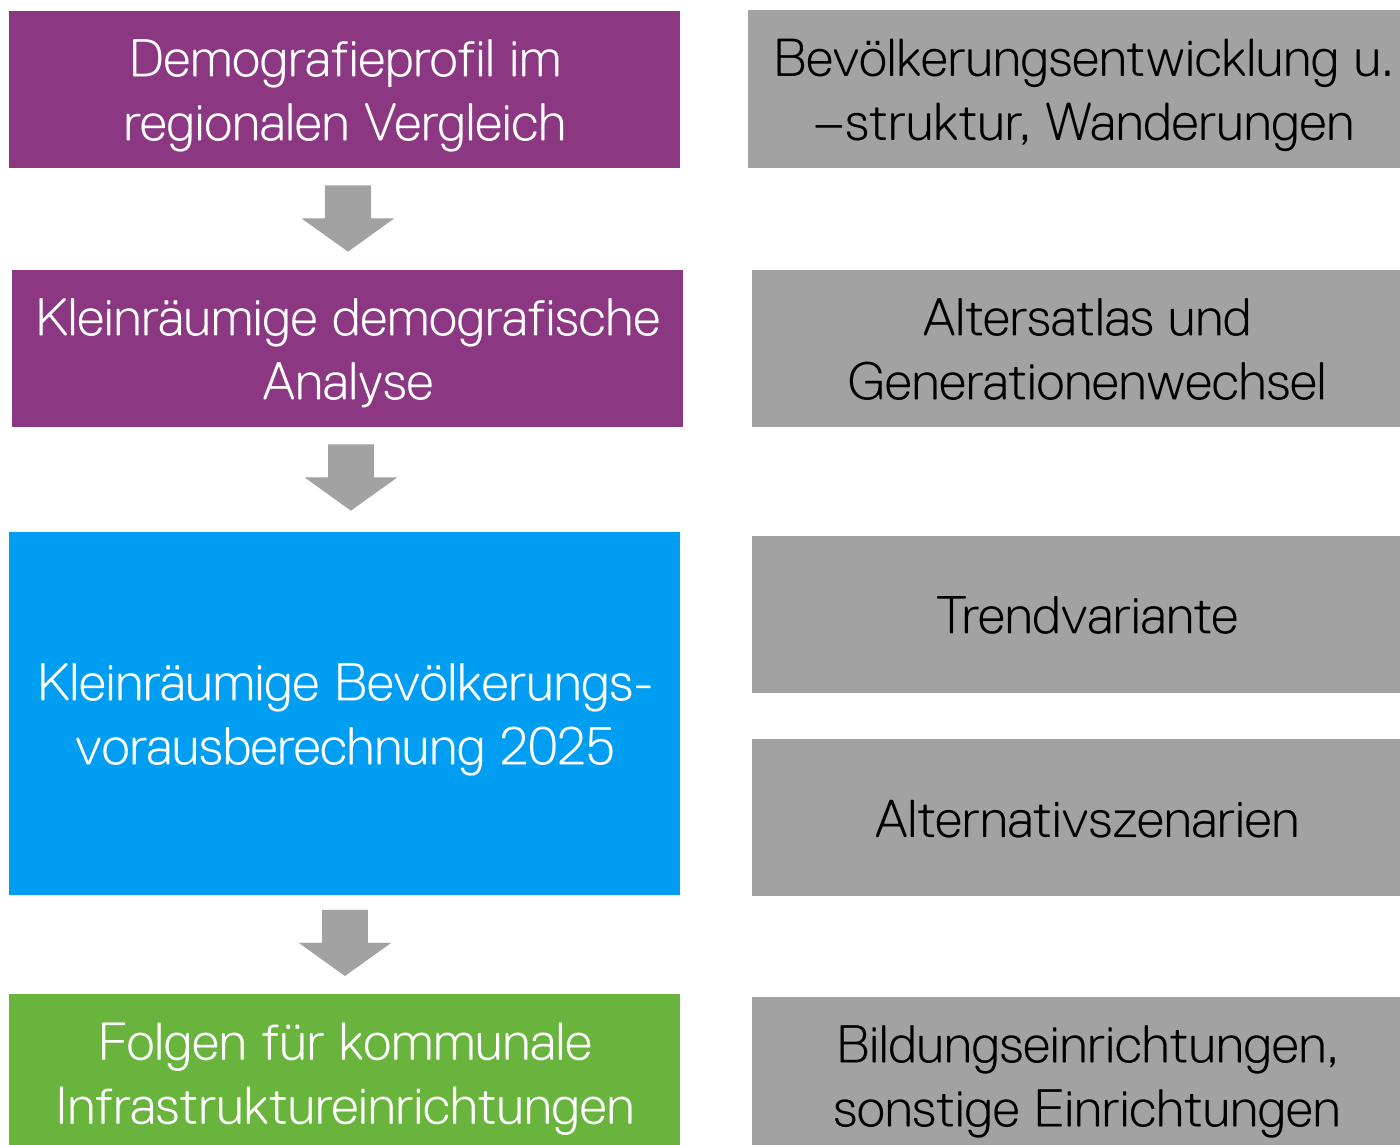 Demografieprofil im
regionalen Vergleich
Bevölkerungsentwicklung u.
–struktur, Wanderungen
Kleinräumige demografische
Analyse
Altersatlas und
Generationenwechsel
Kleinräumige Bevölkerungs-
vorausberechnung 2025
Trendvariante
Alternativszenarien
Folgen für kommunale
Infrastruktureinrichtungen
Bildungseinrichtungen,
sonstige Einrichtungen